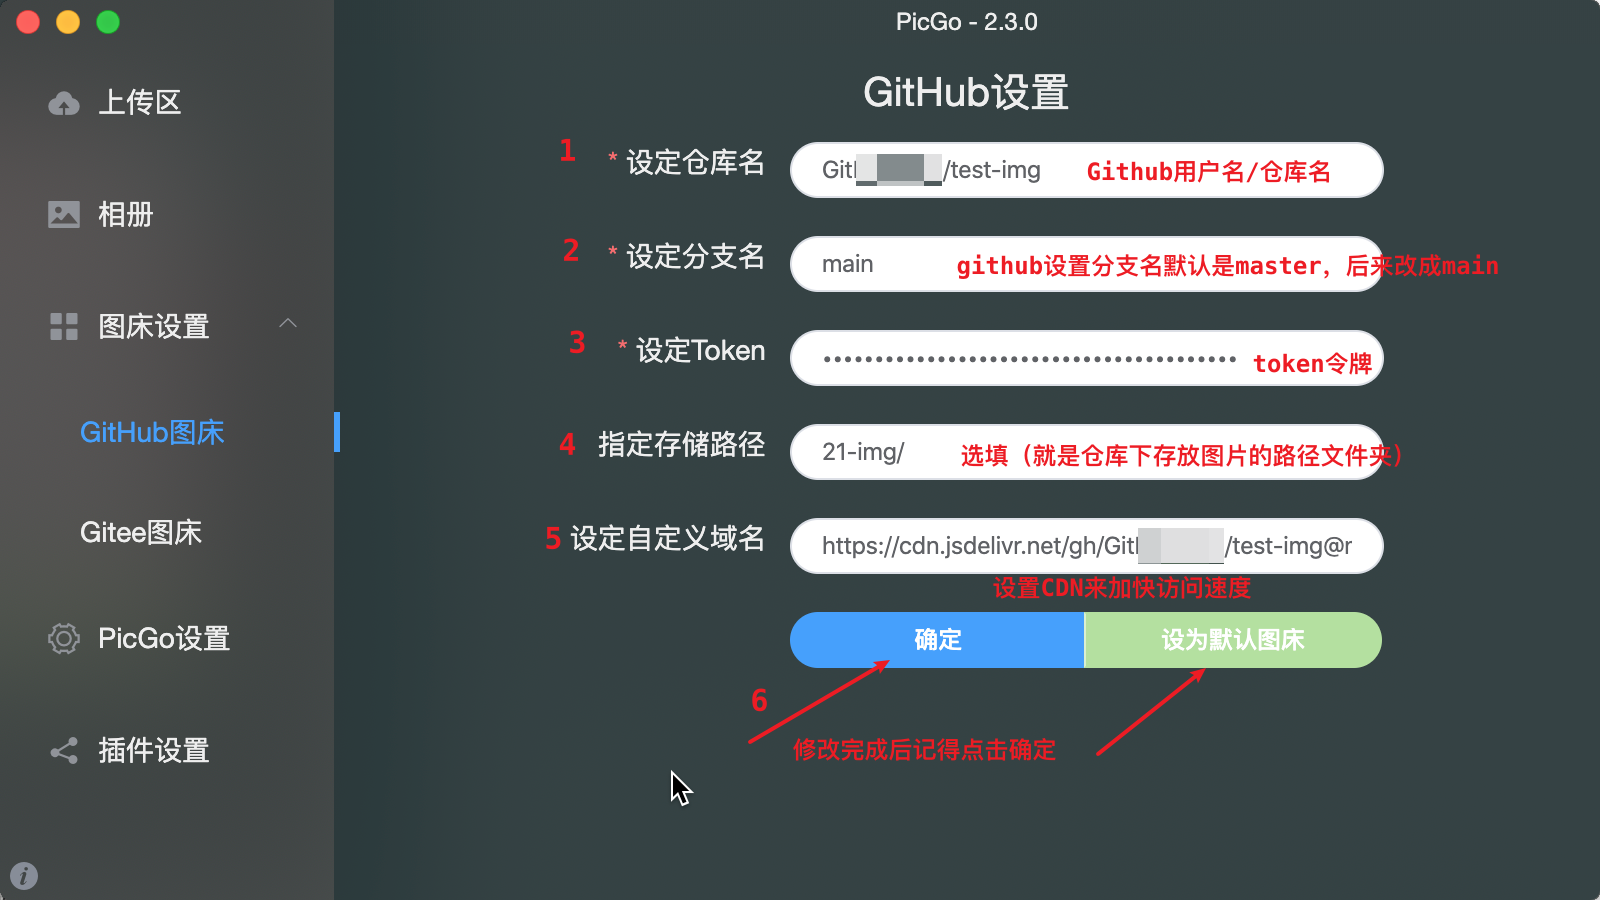 PicGo - 2.3.0
上传区
相册
图床设置
GitHub图床
Gitee图床
PicGo设置
插件设置
GitHub设置
1 * 设定仓库名 /test-img Github用户名/仓库名
2 * 设定分支名 main github设置分支名默认是master，后来改成main
3 * 设定Token •••••••••••••••••••••••••••••••••••• token令牌
4 指定存储路径 21-img/ 选填（就是仓库下存放图片的路径文件夹）
5 设定自定义域名 https://cdn.jsdelivr.net/gh/Git /test-img@r
设置CDN来加快访问速度
确定 设为默认图床
6
修改完成后记得点击确定